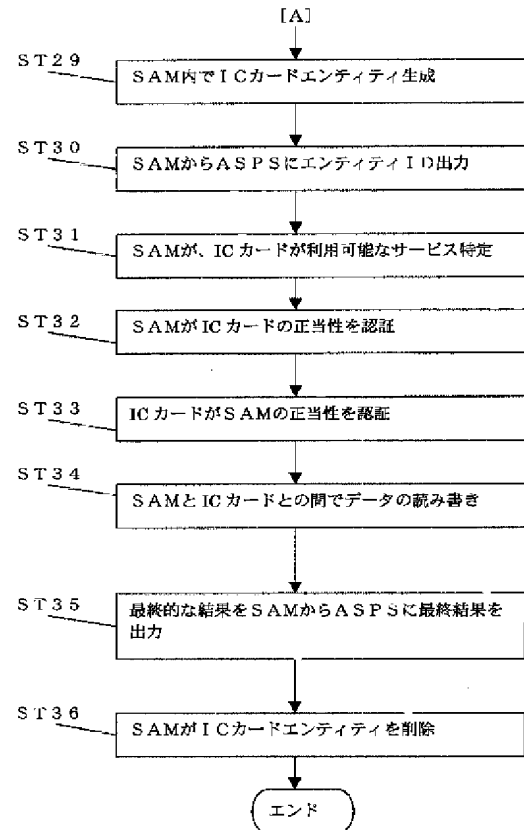 [A]
ST29
SAM内でICカードエンティティ生成
ST30
SAMからASPSにエンティティID出力
ST31
SAMが、ICカードが利用可能なサービス特定
ST32
SAMがICカードの正当性を認証
ST33
ICカードがSAMの正当性を認証
ST34
SAMとICカードとの間でデータの読み書き
ST35
最終的な結果をSAMからASPSに最終結果を
出力
ST36
SAMがICカードエンティティを削除
エンド